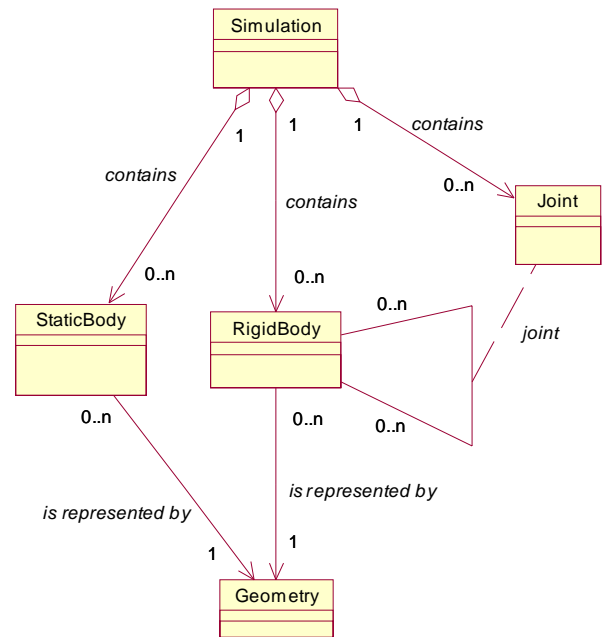 Simulation
1
1
1
contains
contains
contains
0..n
Joint
0..n
0..n
StaticBody
RigidBody
0..n
joint
0..n
0..n
0..n
is represented by
is represented by
1
1
Geometry